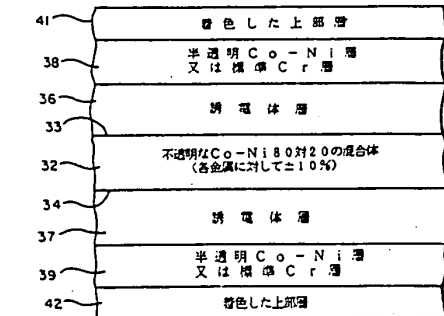 41
着色した上部層
38
半透明Co-Ni層
又は標準Cr層
36
誘電体層
33
32
不透明なCo-Ni80対20の混合体
(各金属に対して±10%)
34
誘電体層
37
半透明Co-Ni層
39
又は標準Cr層
42
着色した上部層